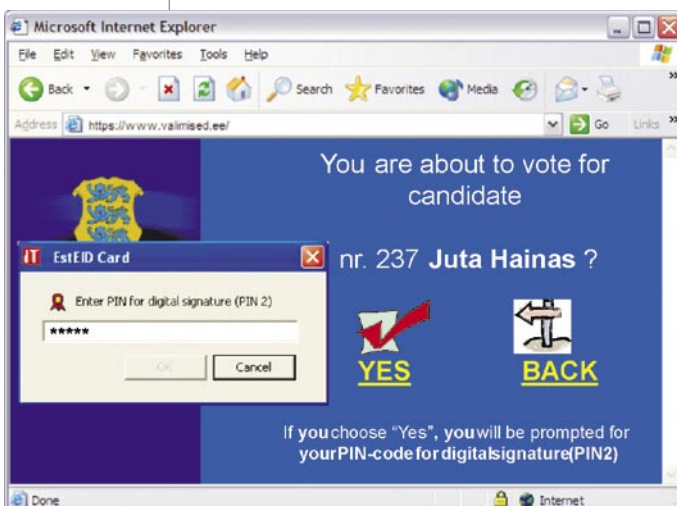 Microsoft Internet Explorer
File Edit View Favorites Tools Help
Back Search Favorites Media
Address https://www.valimised.ee/ Go Links »
You are about to vote for
candidate
nr. 237 Juta Hainas ?
EstEID Card
Enter PIN for digital signature (PIN 2)
*****
OK Cancel
YES BACK
If you choose "Yes", you will be prompted for
your PIN-code for digital signature (PIN2)
Done Internet